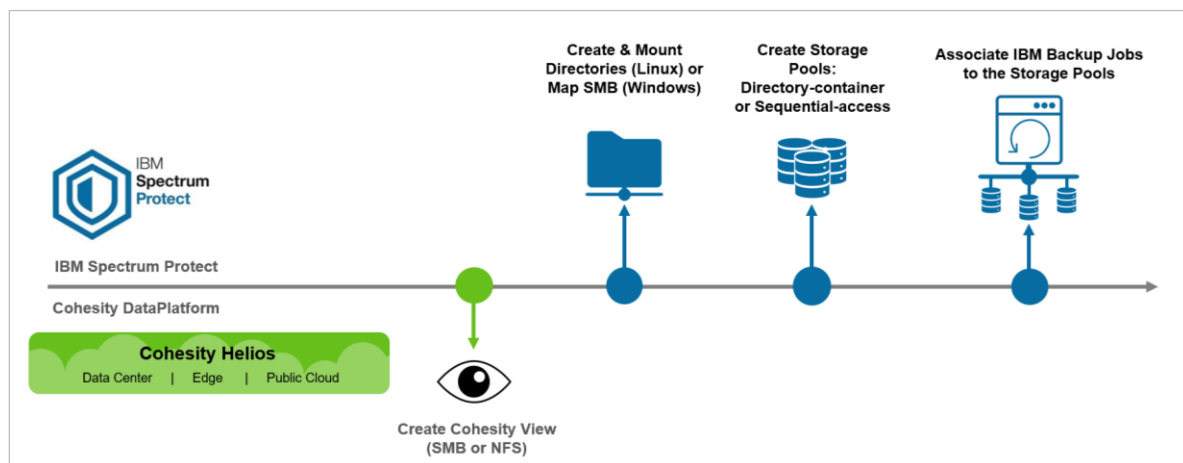 Create & Mount
Directories (Linux) or
Map SMB (Windows)
Create Storage
Pools:
Directory-container
or Sequential-access
Associate IBM Backup Jobs
to the Storage Pools
IBM
Spectrum
Protect
IBM Spectrum Protect
Cohesity DataPlatform
Cohesity Helios
Data Center | Edge | Public Cloud
Create Cohesity View
(SMB or NFS)